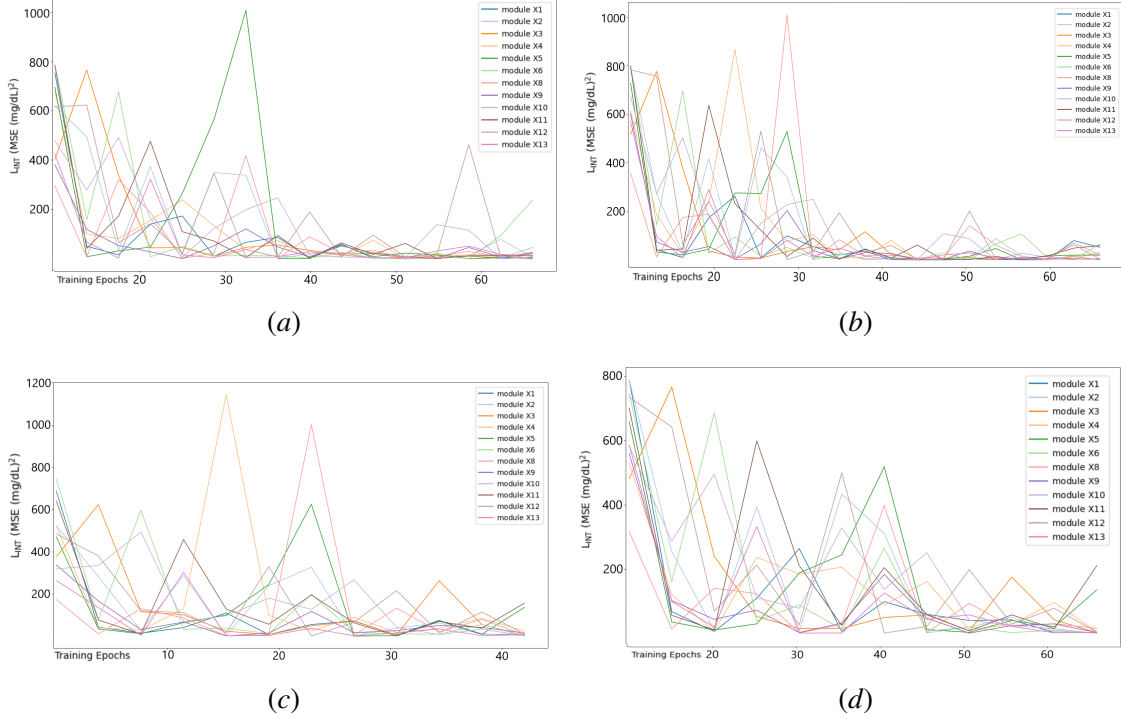 1000
800
600
400
200
L_INT (MSE (mg/dL)²)
Training Epochs 20 30 40 50 60
module X1
module X2
module X3
module X4
module X5
module X6
module X8
module X9
module X10
module X11
module X12
module X13
(a)
1000
800
600
400
200
L_INT (MSE (mg/dL)²)
Training Epochs 20 30 40 50 60
module X1
module X2
module X3
module X4
module X5
module X6
module X8
module X9
module X10
module X11
module X12
module X13
(b)
1200
1000
800
600
400
200
L_INT (MSE (mg/dL)²)
Training Epochs 10 20 30 40
module X1
module X2
module X3
module X4
module X5
module X6
module X8
module X9
module X10
module X11
module X12
module X13
(c)
800
600
400
200
L_INT (MSE (mg/dL)²)
Training Epochs 20 30 40 50 60
module X1
module X2
module X3
module X4
module X5
module X6
module X8
module X9
module X10
module X11
module X12
module X13
(d)